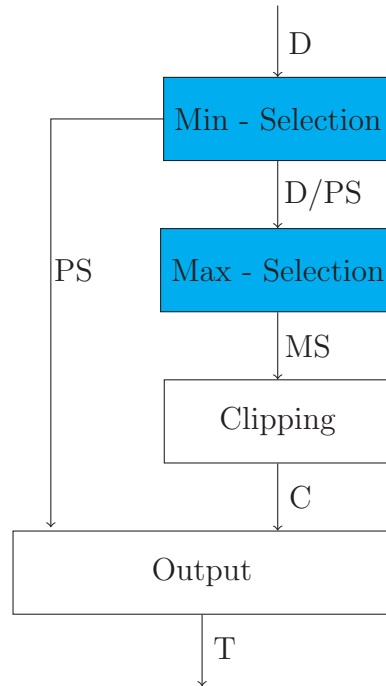 D
Min - Selection
D/PS
PS
Max - Selection
MS
Clipping
C
Output
T